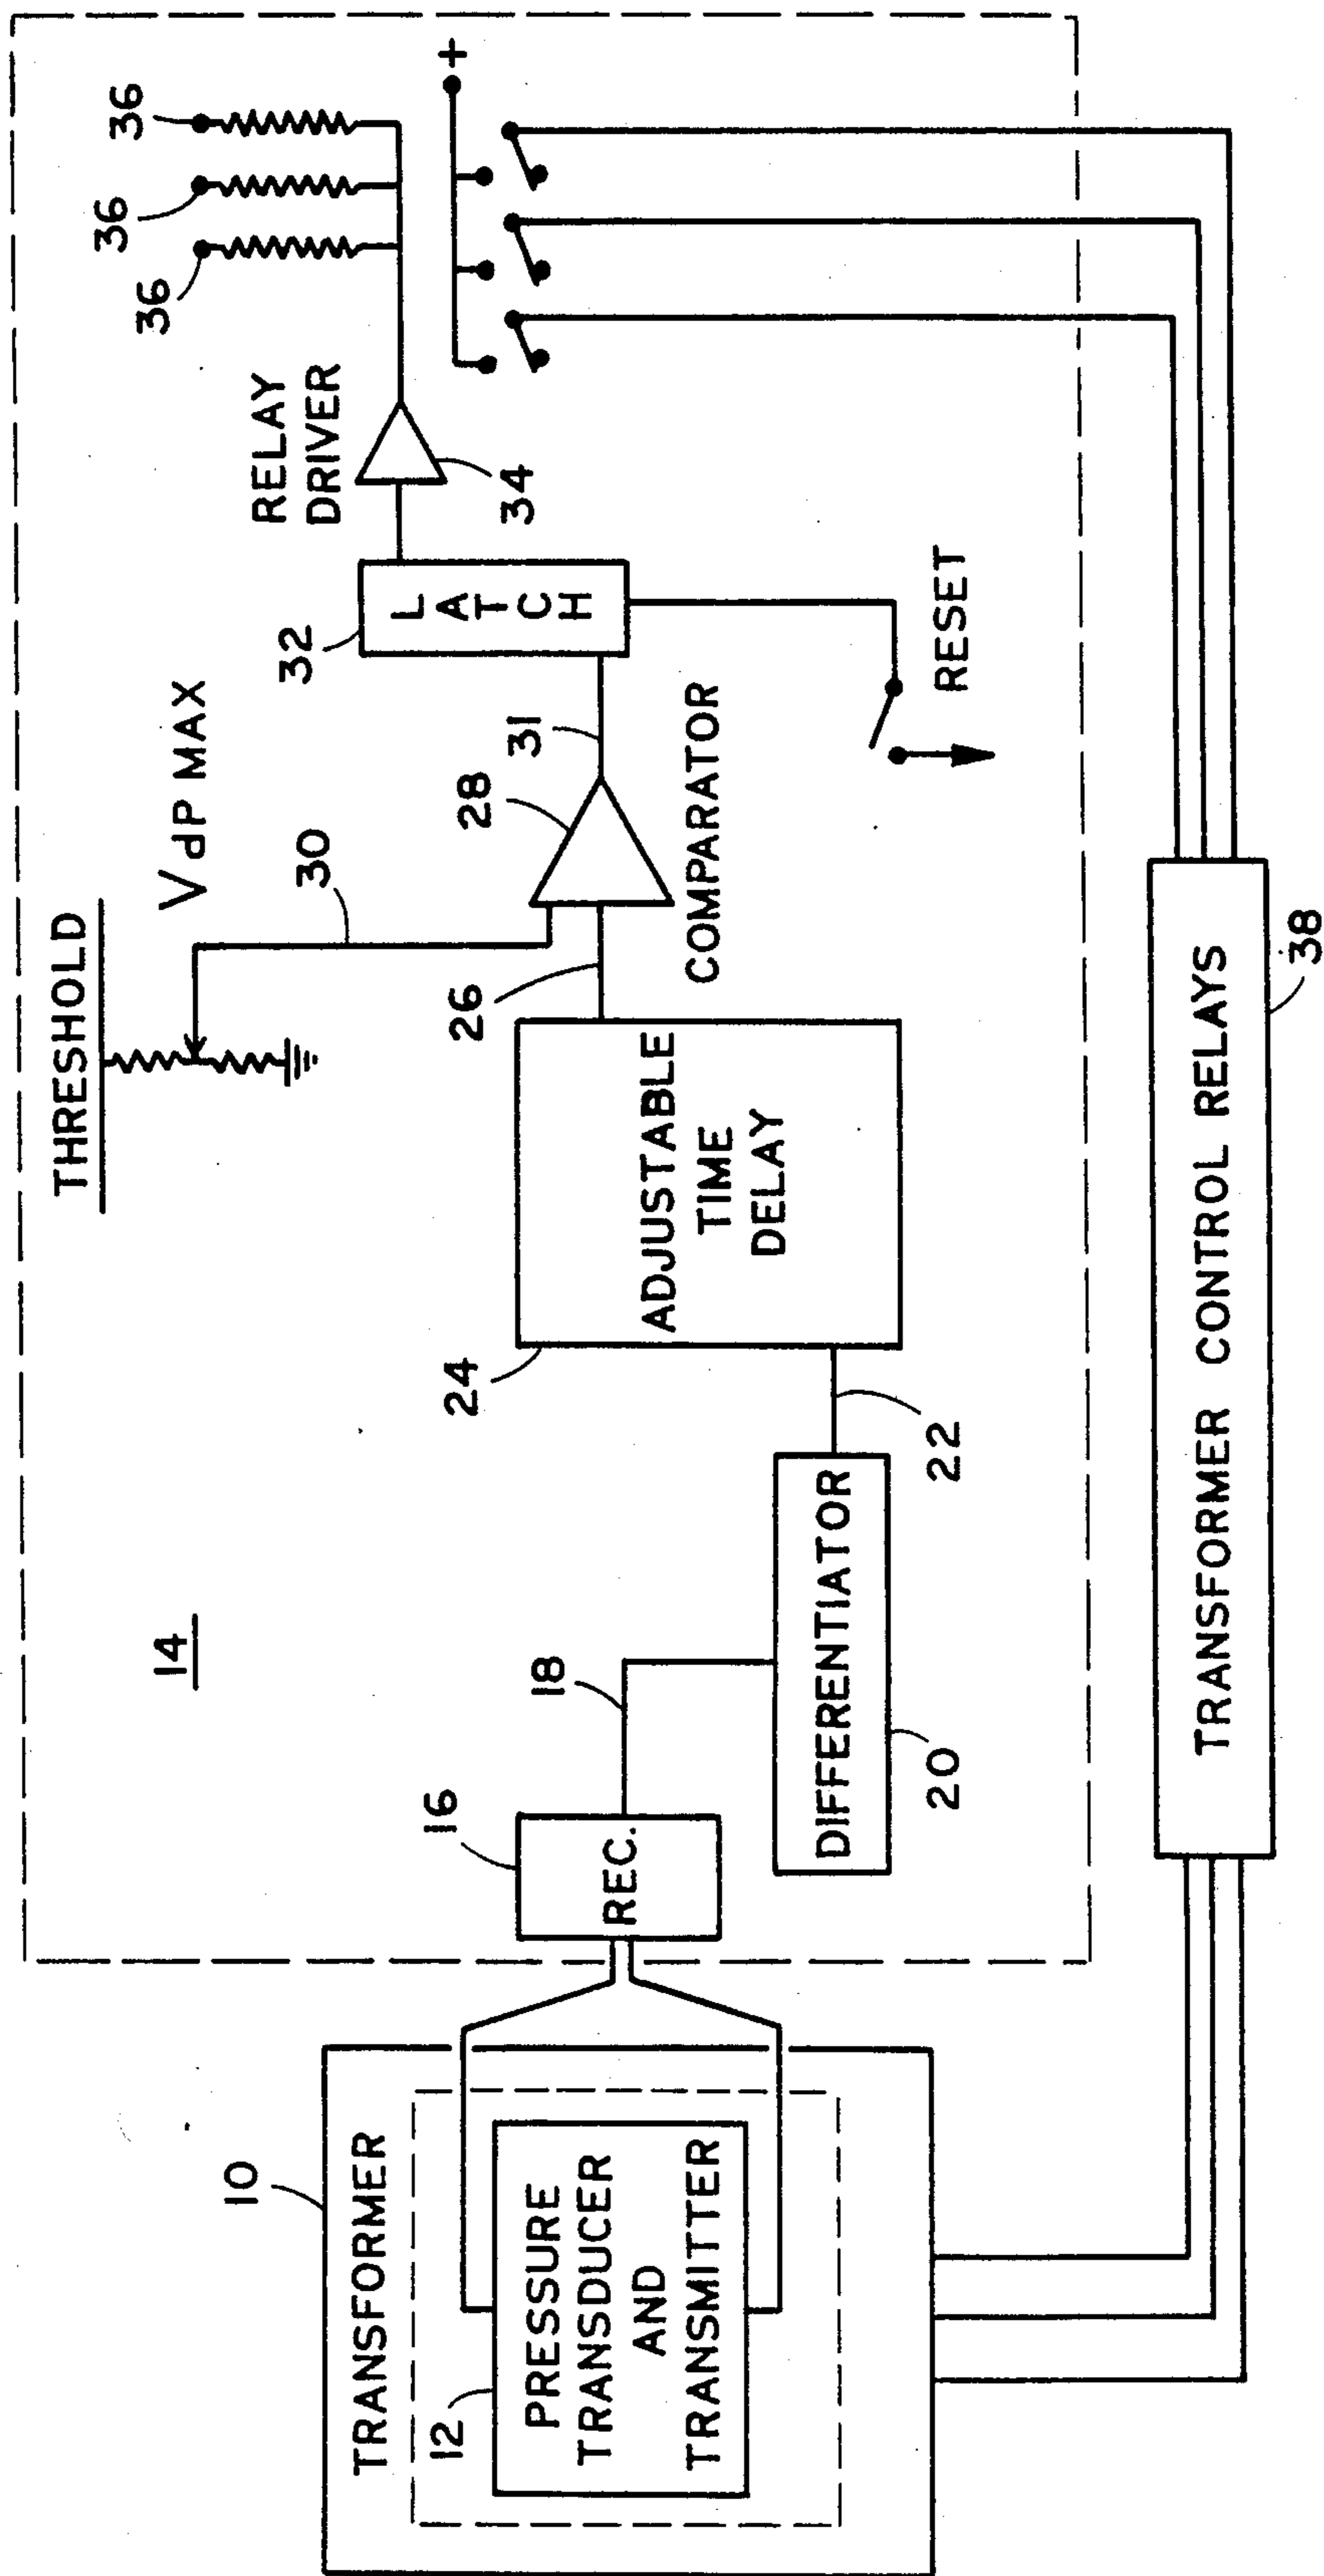 TRANSFORMER
10
12
PRESSURE
TRANSDUCER
AND
TRANSMITTER
14
16
REC.
18
DIFFERENTIATOR
20
22
24
ADJUSTABLE
TIME
DELAY
THRESHOLD
V dP MAX
30
26
28
COMPARATOR
31
32
LATCH
RESET
RELAY
DRIVER
34
36
36
36
+
TRANSFORMER CONTROL RELAYS
38